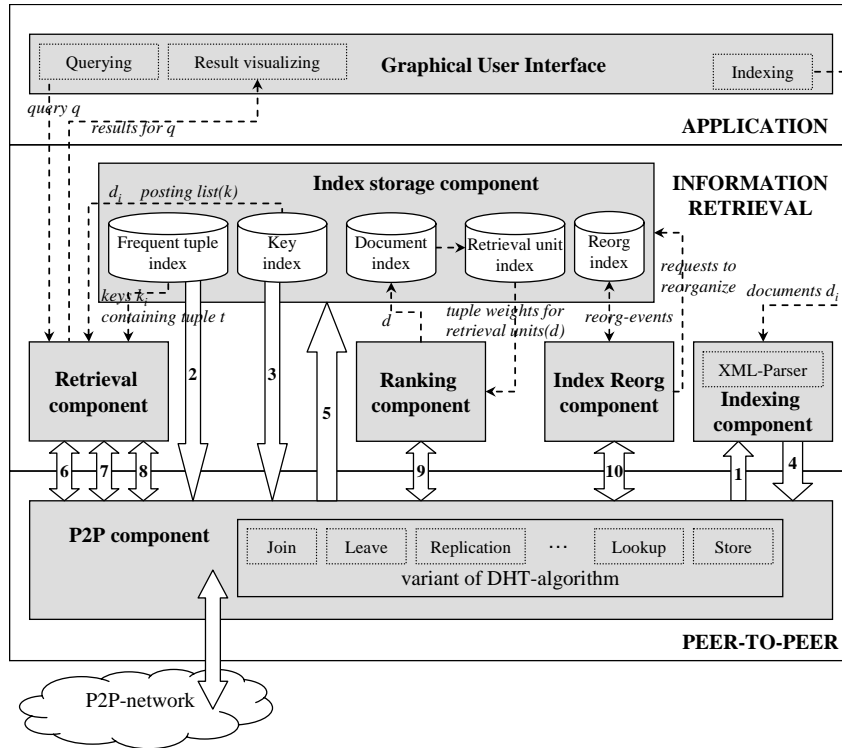 Querying
Result visualizing
Graphical User Interface
Indexing
query q
results for q
APPLICATION
Index storage component
INFORMATION
RETRIEVAL
d_i posting list(k)
Frequent tuple
index
Key
index
Document
index
Retrieval unit
index
Reorg
index
requests to
reorganize
keys k_i
containing tuple t
d
tuple weights for
retrieval units(d)
reorg-events
documents d_i
Retrieval
component
2
3
5
Ranking
component
Index Reorg
component
XML-Parser
Indexing
component
6
7
8
9
10
1
4
P2P component
Join
Leave
Replication
...
Lookup
Store
variant of DHT-algorithm
PEER-TO-PEER
P2P-network